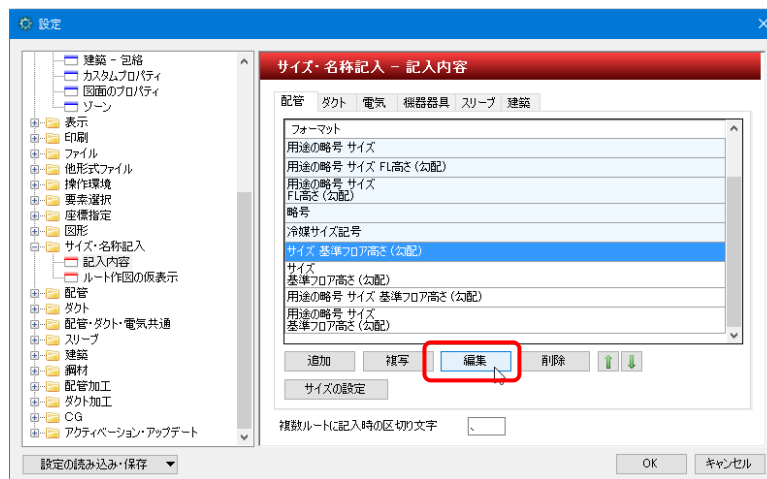 設定
建築 - 包絡
カスタムプロパティ
図面のプロパティ
ゾーン
表示
印刷
ファイル
他形式ファイル
操作環境
要素選択
座標指定
図形
サイズ・名称記入
記入内容
ルート作図の仮表示
配管
ダクト
配管・ダクト・電気共通
スリーブ
建築
鋼材
配管加工
ダクト加工
CG
アクティベーション・アップデート
設定の読み込み・保存
サイズ・名称記入 - 記入内容
配管 ダクト 電気 機器器具 スリーブ 建築
フォーマット
用途の略号 サイズ
用途の略号 サイズ FL高さ(勾配)
用途の略号 サイズ
FL高さ(勾配)
略号
冷媒サイズ記号
サイズ 基準フロア高さ(勾配)
サイズ
基準フロア高さ(勾配)
用途の略号 サイズ 基準フロア高さ(勾配)
用途の略号 サイズ
基準フロア高さ(勾配)
追加 複写 編集 削除
サイズの設定
複数ルートに記入時の区切り文字 、
OK キャンセル